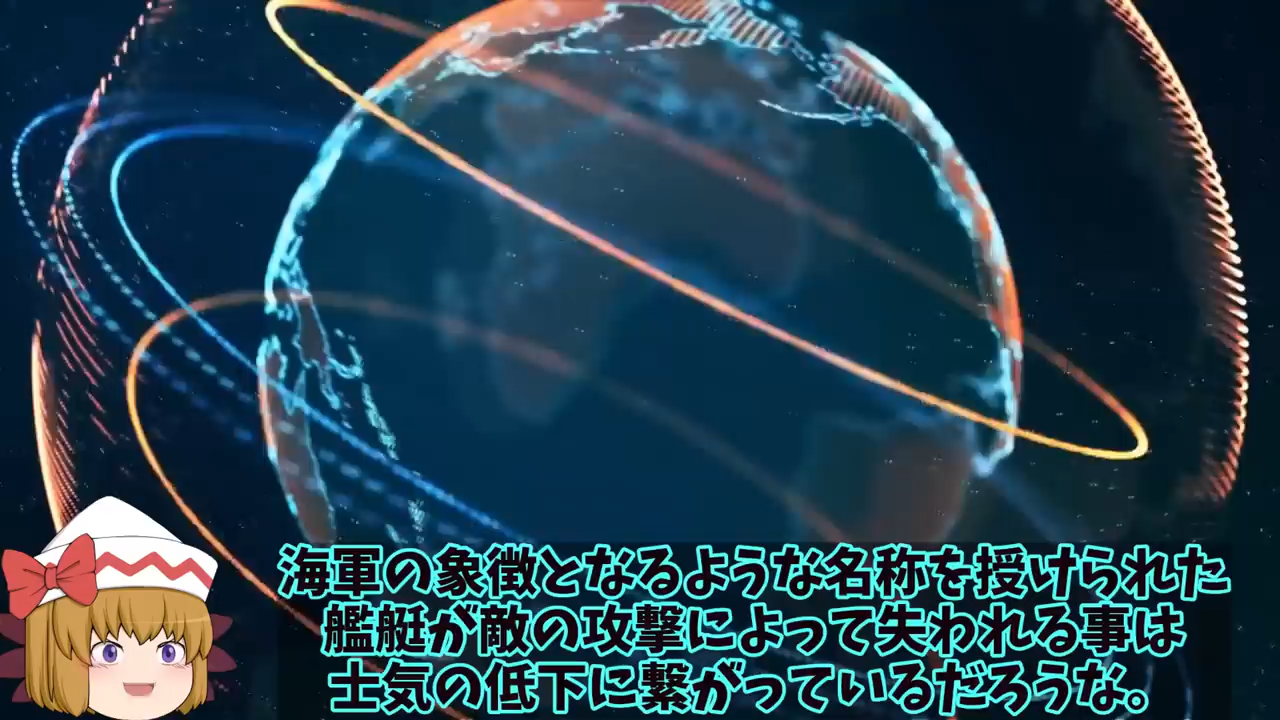 海軍の象徴となるような名称を授けられた
艦艇が敵の攻撃によって失われる事は
士気の低下に繋がっているだろうな。